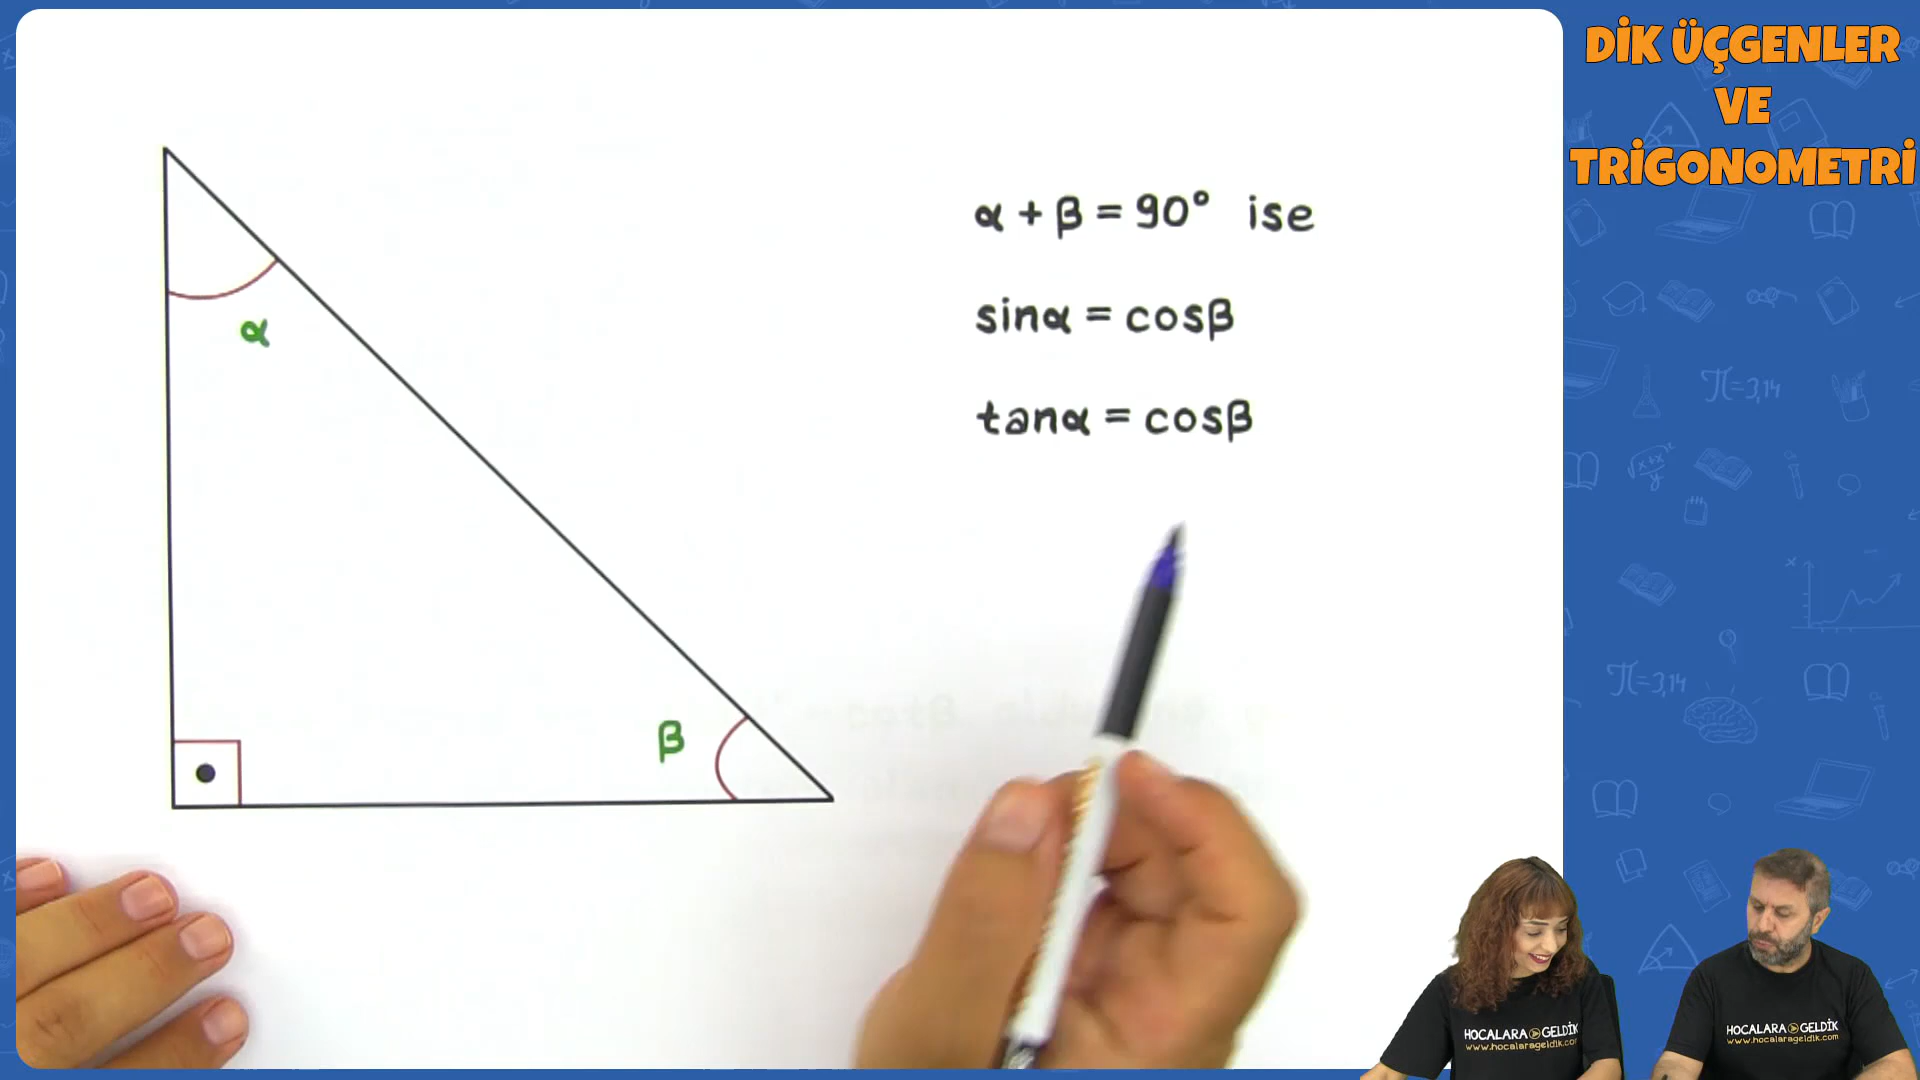 DİK ÜÇGENLER
VE
TRİGONOMETRİ
α + β = 90° ise
sinα = cosβ
tanα = cosβ
α
β
HOCALARA GELDİK
www.hocalarageldik.com
HOCALARA GELDİK
www.hocalarageldik.com
π=3,14
π=3,14